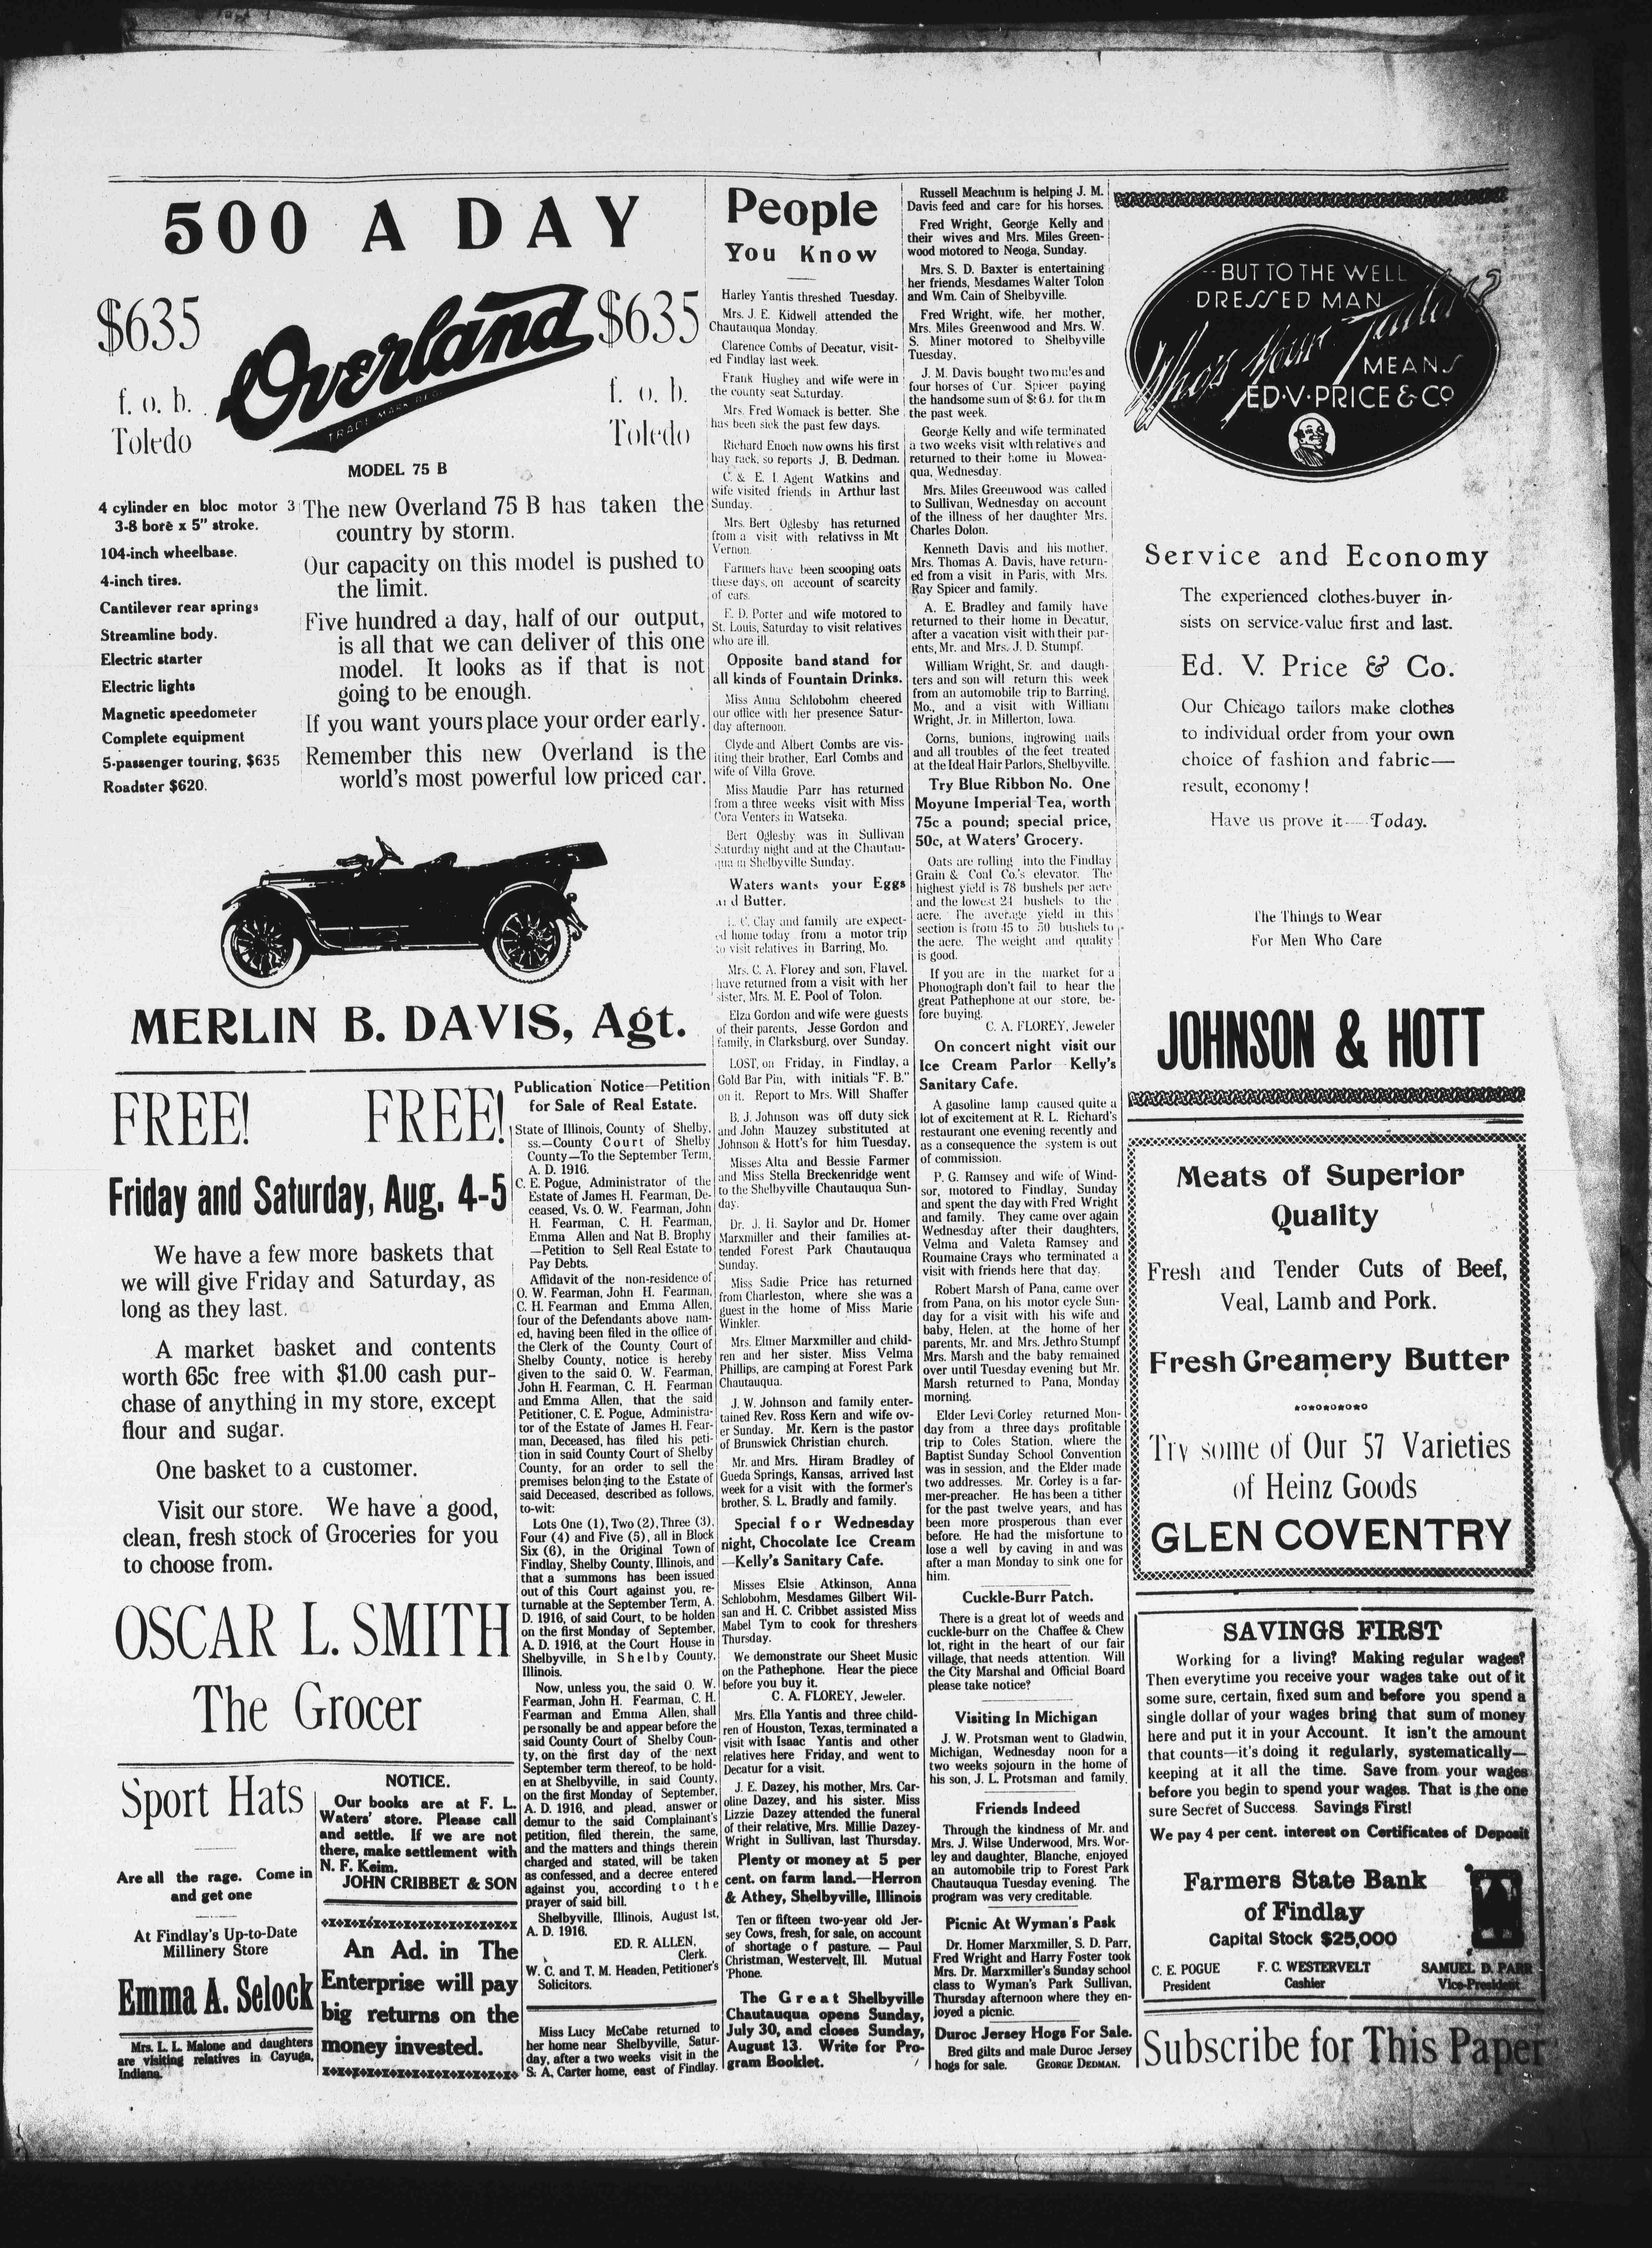 500 A DAY
$635
Overland
TRADE MARK REG.
$635
f. o. b.
Toledo
f. o. b.
Toledo
MODEL 75 B
4 cylinder en bloc motor 3
3-8 bore x 5" stroke.
104-inch wheelbase.
4-inch tires.
Cantilever rear springs
Streamline body.
Electric starter
Electric lights
Magnetic speedometer
Complete equipment
5-passenger touring, $635
Roadster $620.
The new Overland 75 B has taken the
country by storm.
Our capacity on this model is pushed to
the limit.
Five hundred a day, half of our output,
is all that we can deliver of this one
model. It looks as if that is not
going to be enough.
If you want yours place your order early.
Remember this new Overland is the
world's most powerful low priced car.
MERLIN B. DAVIS, Agt.
FREE! FREE!
Friday and Saturday, Aug. 4-5
We have a few more baskets that
we will give Friday and Saturday, as
long as they last.
A market basket and contents
worth 65c free with $1.00 cash pur-
chase of anything in my store, except
flour and sugar.
One basket to a customer.
Visit our store. We have a good,
clean, fresh stock of Groceries for you
to choose from.
OSCAR L. SMITH
The Grocer
Sport Hats
Are all the rage. Come in
and get one
At Findlay's Up-to-Date
Millinery Store
Emma A. Selock
Mrs. L. L. Malone and daughters
are visiting relatives in Cayuga,
Indiana.
NOTICE.
Our books are at F. L.
Waters' store. Please call
and settle. If we are not
there, make settlement with
N. F. Keim.
JOHN CRIBBET & SON
An Ad. in The
Enterprise will pay
big returns on the
money invested.
Publication Notice—Petition
for Sale of Real Estate.
State of Illinois, County of Shelby,
ss.—County Court of Shelby
County—To the September Term,
A. D. 1916.
C. E. Pogue, Administrator of the
Estate of James H. Fearman, De-
ceased, Vs. O. W. Fearman, John
H. Fearman, C. H. Fearman,
Emma Allen and Nat B. Brophy
—Petition to Sell Real Estate to
Pay Debts.
Affidavit of the non-residence of
O. W. Fearman, John H. Fearman,
C. H. Fearman and Emma Allen,
four of the Defendants above nam-
ed, having been filed in the office of
the Clerk of the County Court of
Shelby County, notice is hereby
given to the said O. W. Fearman,
John H. Fearman, C. H. Fearman
and Emma Allen, that the said
Petitioner, C. E. Pogue, Administra-
tor of the Estate of James H. Fear-
man, Deceased, has filed his peti-
tion in said County Court of Shelby
County, for an order to sell the
premises belonging to the Estate of
said Deceased, described as follows,
to-wit:
Lots One (1), Two (2), Three (3),
Four (4) and Five (5), all in Block
Six (6), in the Original Town of
Findlay, Shelby County, Illinois, and
that a summons has been issued
out of this Court against you, re-
turnable at the September Term, A.
D. 1916, of said Court, to be holden
on the first Monday of September,
A. D. 1916, at the Court House in
Shelbyville, in Shelby County,
Illinois.
Now, unless you, the said O. W.
Fearman, John H. Fearman, C. H.
Fearman and Emma Allen, shall
personally be and appear before the
said County Court of Shelby Coun-
ty, on the first day of the next
September term thereof, to be hold-
en at Shelbyville, in said County,
on the first Monday of September,
A. D. 1916, and plead, answer or
demur to the said Complainant's
petition, filed therein, the same,
and the matters and things therein
charged and stated, will be taken
as confessed, and a decree entered
against you, according to the
prayer of said bill.
Shelbyville, Illinois, August 1st,
A. D. 1916.
ED. R. ALLEN,
Clerk.
W. C. and T. M. Headen, Petitioner's
Solicitors.
Miss Lucy McCabe returned to
her home near Shelbyville, Satur-
day, after a two weeks visit in the
S. A. Carter home, east of Findlay.
People
You Know
Harley Yantis threshed Tuesday.
Mrs. J. E. Kidwell attended the
Chautauqua Monday.
Clarence Combs of Decatur, visit-
ed Findlay last week.
Frank Hughey and wife were in
the county seat Saturday.
Mrs. Fred Womack is better. She
has been sick the past few days.
Richard Enoch now owns his first
hay rack, so reports J. B. Dedman.
C. & E. I. Agent Watkins and
wife visited friends in Arthur last
Sunday.
Mrs. Bert Oglesby has returned
from a visit with relativss in Mt
Vernon.
Farmers have been scooping oats
these days, on account of scarcity
of cars.
F. D. Porter and wife motored to
St. Louis, Saturday to visit relatives
who are ill.
Opposite band stand for
all kinds of Fountain Drinks.
Miss Anna Schlobohm cheered
our office with her presence Satur-
day afternoon.
Clyde and Albert Combs are vis-
iting their brother, Earl Combs and
wife of Villa Grove.
Miss Maudie Parr has returned
from a three weeks visit with Miss
Cora Venters in Watseka.
Bert Oglesby was in Sullivan
Saturday night and at the Chautau-
qua in Shelbyville Sunday.
Waters wants your Eggs
and Butter.
L. C. Clay and family are expect-
ed home today from a motor trip
to visit relatives in Barring, Mo.
Mrs. C. A. Florey and son, Flavel.
have returned from a visit with her
sister, Mrs. M. E. Pool of Tolon.
Elza Gordon and wife were guests
of their parents, Jesse Gordon and
family, in Clarksburg, over Sunday.
LOST, on Friday, in Findlay, a
Gold Bar Pin, with initials "F. B."
on it. Report to Mrs. Will Shaffer
B. J. Johnson was off duty sick
and John Mauzey substituted at
Johnson & Hott's for him Tuesday,
Misses Alta and Bessie Farmer
and Miss Stella Breckenridge went
to the Shelbyville Chautauqua Sun-
day.
Dr. J. H. Saylor and Dr. Homer
Marxmiller and their families at-
tended Forest Park Chautauqua
Sunday.
Miss Sadie Price has returned
from Charleston, where she was a
guest in the home of Miss Marie
Winkler.
Mrs. Elmer Marxmiller and child-
ren and her sister, Miss Velma
Phillips, are camping at Forest Park
Chautauqua.
J. W. Johnson and family enter-
tained Rev. Ross Kern and wife ov-
er Sunday. Mr. Kern is the pastor
of Brunswick Christian church.
Mr. and Mrs. Hiram Bradley of
Gueda Springs, Kansas, arrived last
week for a visit with the former's
brother, S. L. Bradly and family.
Special for Wednesday
night, Chocolate Ice Cream
—Kelly's Sanitary Cafe.
Misses Elsie Atkinson, Anna
Schlobohm, Mesdames Gilbert Wil-
san and H. C. Cribbet assisted Miss
Mabel Tym to cook for threshers
Thursday.
We demonstrate our Sheet Music
on the Pathephone. Hear the piece
before you buy it.
C. A. FLOREY, Jeweler.
Mrs. Ella Yantis and three child-
ren of Houston, Texas, terminated a
visit with Isaac Yantis and other
relatives here Friday, and went to
Decatur for a visit.
J. E. Dazey, his mother, Mrs. Car-
oline Dazey, and his sister. Miss
Lizzie Dazey attended the funeral
of their relative, Mrs. Millie Dazey-
Wright in Sullivan, last Thursday.
Plenty or money at 5 per
cent. on farm land.—Herron
& Athey, Shelbyville, Illinois
Ten or fifteen two-year old Jer-
sey Cows, fresh, for sale, on account
of shortage of pasture. — Paul
Christman, Westervelt, Ill. Mutual
'Phone.
The Great Shelbyville
Chautauqua opens Sunday,
July 30, and closes Sunday,
August 13. Write for Pro-
gram Booklet.
Russell Meachum is helping J. M.
Davis feed and care for his horses.
Fred Wright, George Kelly and
their wives and Mrs. Miles Green-
wood motored to Neoga, Sunday.
Mrs. S. D. Baxter is entertaining
her friends, Mesdames Walter Tolon
and Wm. Cain of Shelbyville.
Fred Wright, wife, her mother,
Mrs. Miles Greenwood and Mrs. W.
S. Miner motored to Shelbyville
Tuesday.
J. M. Davis bought two mules and
four horses of Cur. Spicer paying
the handsome sum of for them
the past week.
George Kelly and wife terminated
a two weeks visit with relatives and
returned to their home in Mowea-
qua, Wednesday.
Mrs. Miles Greenwood was called
to Sullivan, Wednesday on account
of the illness of her daughter Mrs.
Charles Dolon.
Kenneth Davis and his mother,
Mrs. Thomas A. Davis, have return-
ed from a visit in Paris, with Mrs.
Ray Spicer and family.
A. E. Bradley and family have
returned to their home in Decatur,
after a vacation visit with their par-
ents, Mr. and Mrs. J. D. Stumpf.
William Wright, Sr. and daugh-
ters and son will return this week
from an automobile trip to Barring,
Mo., and a visit with William
Wright, Jr. in Millerton, Iowa.
Corns, bunions, ingrowing nails
and all troubles of the feet treated
at the Ideal Hair Parlors, Shelbyville.
Try Blue Ribbon No. One
Moyune Imperial Tea, worth
75c a pound; special price,
50c, at Waters' Grocery.
Oats are rolling into the Findlay
Grain & Coal Co.'s elevator. The
highest yield is 78 bushels per acre
and the lowest 24 bushels to the
acre. The average yield in this
section is from 45 to 50 bushels to
the acre. The weight and quality
is good.
If you are in the market for a
Phonograph don't fail to hear the
great Pathephone at our store, be-
fore buying.
C. A. FLOREY, Jeweler
On concert night visit our
Ice Cream Parlor Kelly's
Sanitary Cafe.
A gasoline lamp caused quite a
lot of excitement at R. L. Richard's
restaurant one evening recently and
as a consequence the system is out
of commission.
P. G. Ramsey and wife of Wind-
sor, motored to Findlay, Sunday
and spent the day with Fred Wright
and family. They came over again
Wednesday after their daughters,
Velma and Valeta Ramsey and
Roumaine Crays who terminated a
visit with friends here that day.
Robert Marsh of Pana, came over
from Pana, on his motor cycle Sun-
day for a visit with his wife and
baby, Helen, at the home of her
parents, Mr. and Mrs. Jethro Stumpf
Mrs. Marsh and the baby remained
over until Tuesday evening but Mr.
Marsh returned to Pana, Monday
morning.
Elder Levi Corley returned Mon-
day from a three days profitable
trip to Coles Station, where the
Baptist Sunday School Convention
was in session, and the Elder made
two addresses. Mr. Corley is a far-
mer-preacher. He has been a tither
for the past twelve years, and has
been more prosperous than ever
before. He had the misfortune to
lose a well by caving in and was
after a man Monday to sink one for
him.
Cuckle-Burr Patch.
There is a great lot of weeds and
cuckle-burr on the Chaffee & Chew
lot, right in the heart of our fair
village, that needs attention. Will
the City Marshal and Official Board
please take notice?
Visiting In Michigan
J. W. Protsman went to Gladwin,
Michigan, Wednesday noon for a
two weeks sojourn in the home of
his son, J. L. Protsman and family.
Friends Indeed
Through the kindness of Mr. and
Mrs. J. Wilse Underwood, Mrs. Wor-
ley and daughter, Blanche, enjoyed
an automobile trip to Forest Park
Chautauqua Tuesday evening. The
program was very creditable.
Picnic At Wyman's Pask
Dr. Homer Marxmiller, S. D. Parr,
Fred Wright and Harry Foster took
Mrs. Dr. Marxmiller's Sunday school
class to Wyman's Park Sullivan,
Thursday afternoon where they en-
joyed a picnic.
Duroc Jersey Hogs For Sale.
Bred gilts and male Duroc Jersey
hogs for sale. GEORGE DEDMAN.
--BUT TO THE WELL
DRESSED MAN
Who's Your Tailor?
MEANS
ED·V·PRICE & CO
Service and Economy
The experienced clothes-buyer in-
sists on service-value first and last.
Ed. V. Price & Co.
Our Chicago tailors make clothes
to individual order from your own
choice of fashion and fabric—
result, economy!
Have us prove it—Today.
The Things to Wear
For Men Who Care
JOHNSON & HOTT
Meats of Superior
Quality
Fresh and Tender Cuts of Beef,
Veal, Lamb and Pork.
Fresh Creamery Butter
Try some of Our 57 Varieties
of Heinz Goods
GLEN COVENTRY
SAVINGS FIRST
Working for a living? Making regular wages?
Then everytime you receive your wages take out of it
some sure, certain, fixed sum and before you spend a
single dollar of your wages bring that sum of money
here and put it in your Account. It isn't the amount
that counts—it's doing it regularly, systematically—
keeping at it all the time. Save from your wages
before you begin to spend your wages. That is the one
sure Secret of Success. Savings First!
We pay 4 per cent. interest on Certificates of Deposit
Farmers State Bank
of Findlay
Capital Stock $25,000
C. E. POGUE F. C. WESTERVELT SAMUEL D. PARR
President Cashier Vice-President
Subscribe for This Paper